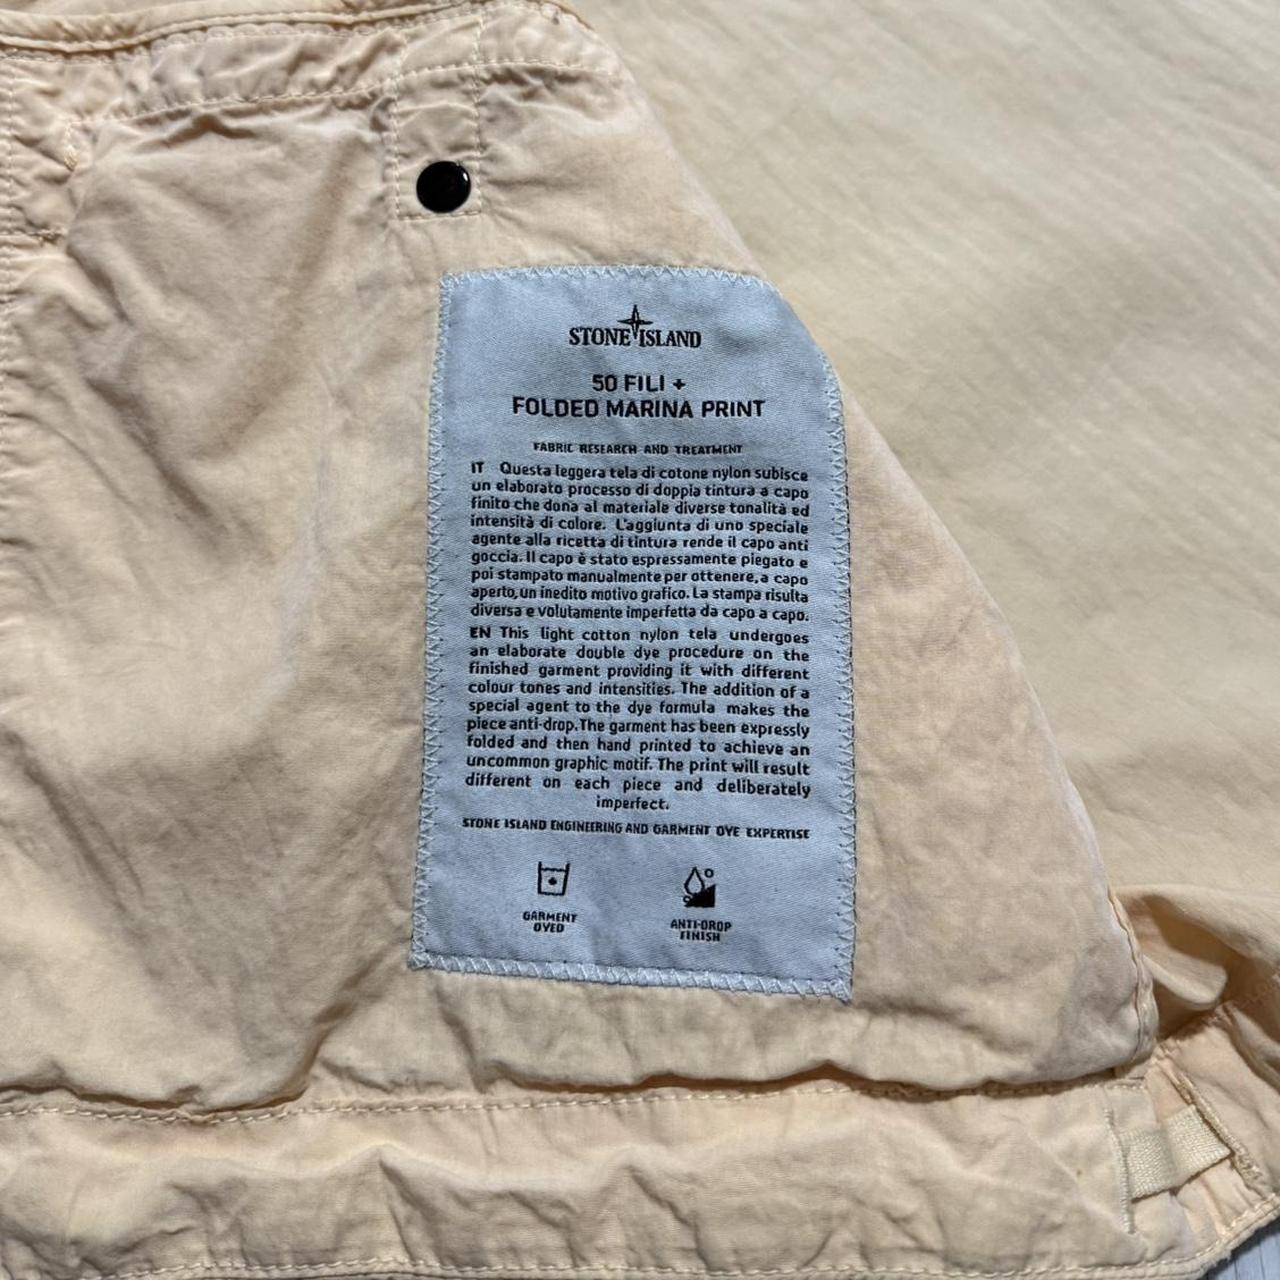 STONE ISLAND
50 FILI +
FOLDED MARINA PRINT
FABRIC RESEARCH AND TREATMENT
IT Questa leggera tela di cotone nylon subisce
un elaborato processo di doppia tintura a capo
finito che dona al materiale diverse tonalità ed
intensità di colore. L'aggiunta di uno speciale
agente alla ricetta di tintura rende il capo anti
goccia. Il capo è stato espressamente piegato e
poi stampato manualmente per ottenere, a capo
aperto, un inedito motivo grafico. La stampa risulta
diversa e volutamente imperfetta da capo a capo.
EN This light cotton nylon tela undergoes
an elaborate double dye procedure on the
finished garment providing it with different
colour tones and intensities. The addition of a
special agent to the dye formula makes the
piece anti-drop. The garment has been expressly
folded and then hand printed to achieve an
uncommon graphic motif. The print will result
different on each piece and deliberately
imperfect.
STONE ISLAND ENGINEERING AND GARMENT DYE EXPERTISE
GARMENT
DYED
ANTI-DROP
FINISH